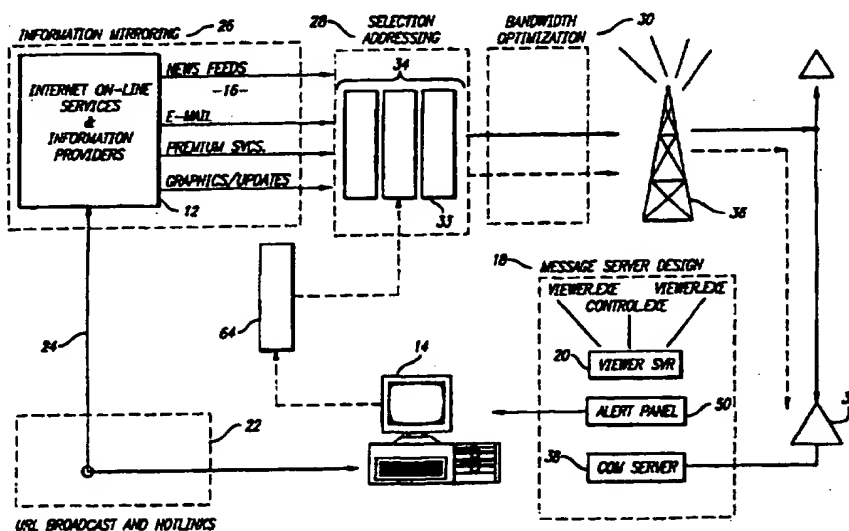 INFORMATION MIRRORING
26
28
SELECTION
ADDRESSING
BANDWIDTH
OPTIMIZATION
30
INTERNET ON-LINE
SERVICES
&
INFORMATION
PROVIDERS
NEWS FEEDS
-16-
E-MAIL
PREMIUM SVCS.
GRAPHICS/UPDATES
12
34
33
36
24
64
14
18
MESSAGE SERVER DESIGN
VIEWER.EXE
VIEWER.EXE
CONTROL.EXE
20
VIEWER SVR
ALERT PANEL
50
38
COM SERVER
22
URL BROADCAST AND HOTLINKS